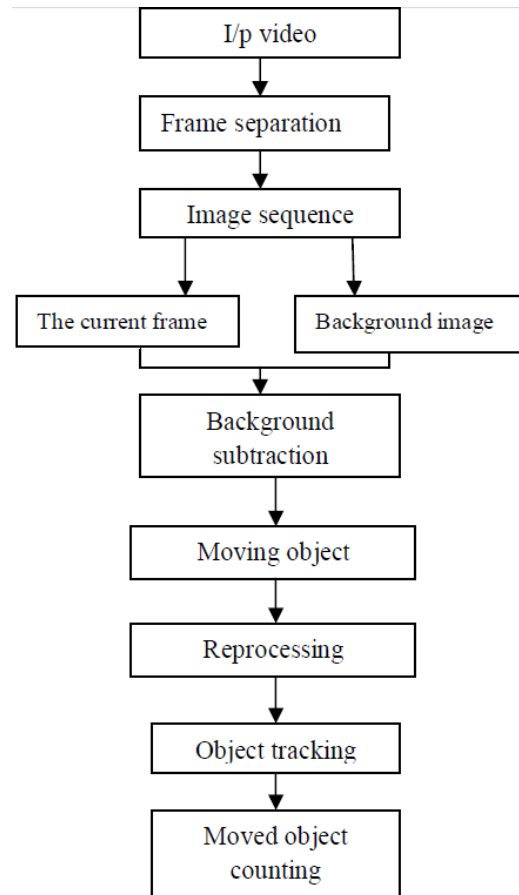 I/p video
Frame separation
Image sequence
The current frame
Background image
Background
subtraction
Moving object
Reprocessing
Object tracking
Moved object
counting